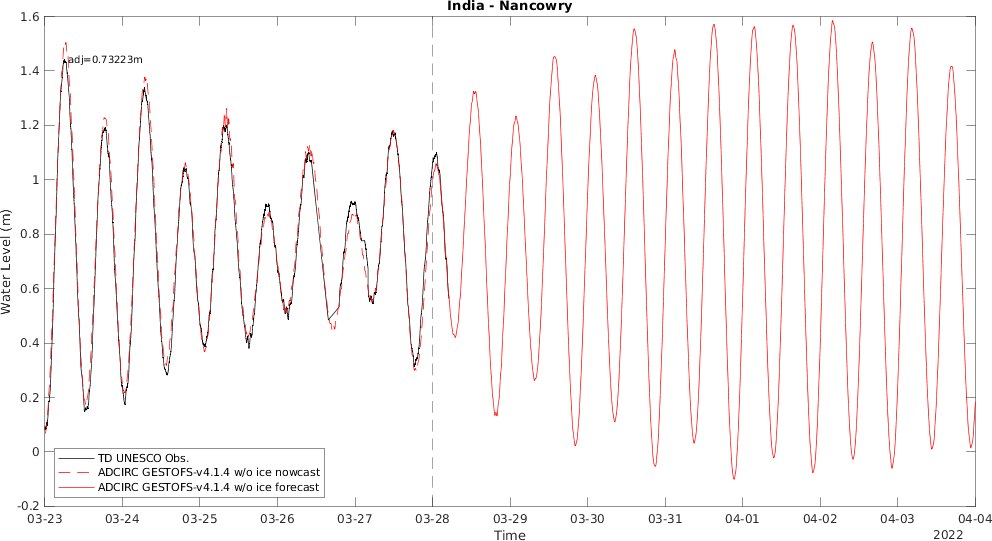 India - Nancowry
1.6
1.4
1.2
1
0.8
0.6
0.4
0.2
0
-0.2
Water Level (m)
adj=0.73223m
TD UNESCO Obs.
ADCIRC GESTOFS-v4.1.4 w/o ice nowcast
ADCIRC GESTOFS-v4.1.4 w/o ice forecast
03-23 03-24 03-25 03-26 03-27 03-28 03-29 03-30 03-31 04-01 04-02 04-03 04-04
Time
2022